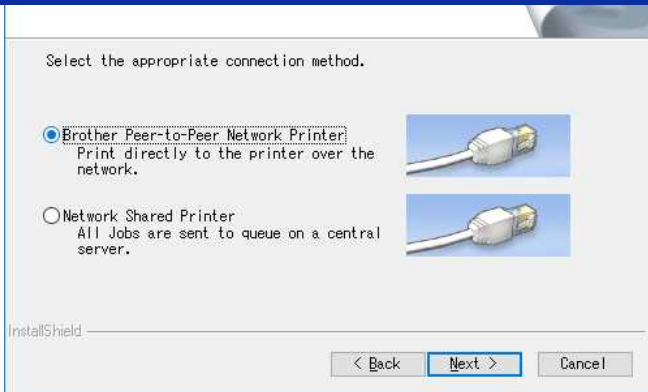 Select the appropriate connection method.
Brother Peer-to-Peer Network Printer
Print directly to the printer over the
network.
Network Shared Printer
All Jobs are sent to queue on a central
server.
InstallShield
< Back
Next >
Cancel